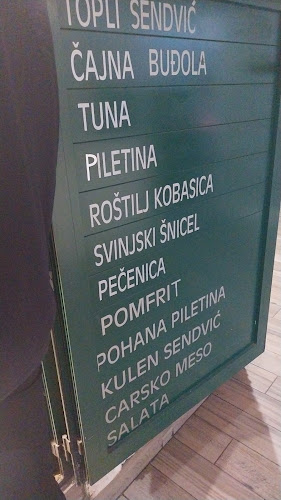 TOPLI SENDVIĆ
ČAJNA BUĐOLA
TUNA
PILETINA
ROŠTILJ KOBASICA
SVINJSKI ŠNICEL
PEČENICA
POMFRIT
POHANA PILETINA
KULEN SENDVIĆ
CARSKO MESO
SALATA